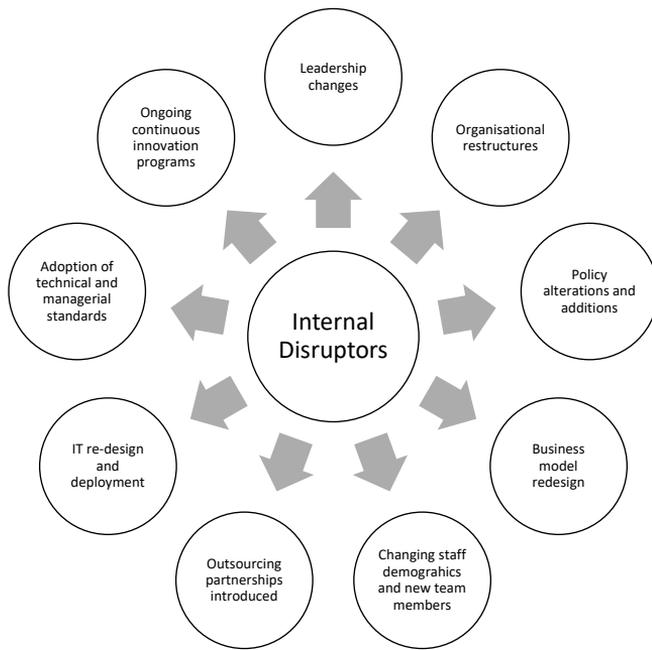 Leadership
changes
Organisational
restructures
Policy
alterations and
additions
Business
model
redesign
Changing staff
demograhics
and new team
members
Outsourcing
partnerships
introduced
IT re-design
and
deployment
Adoption of
technical and
managerial
standards
Ongoing
continuous
innovation
programs
Internal
Disruptors